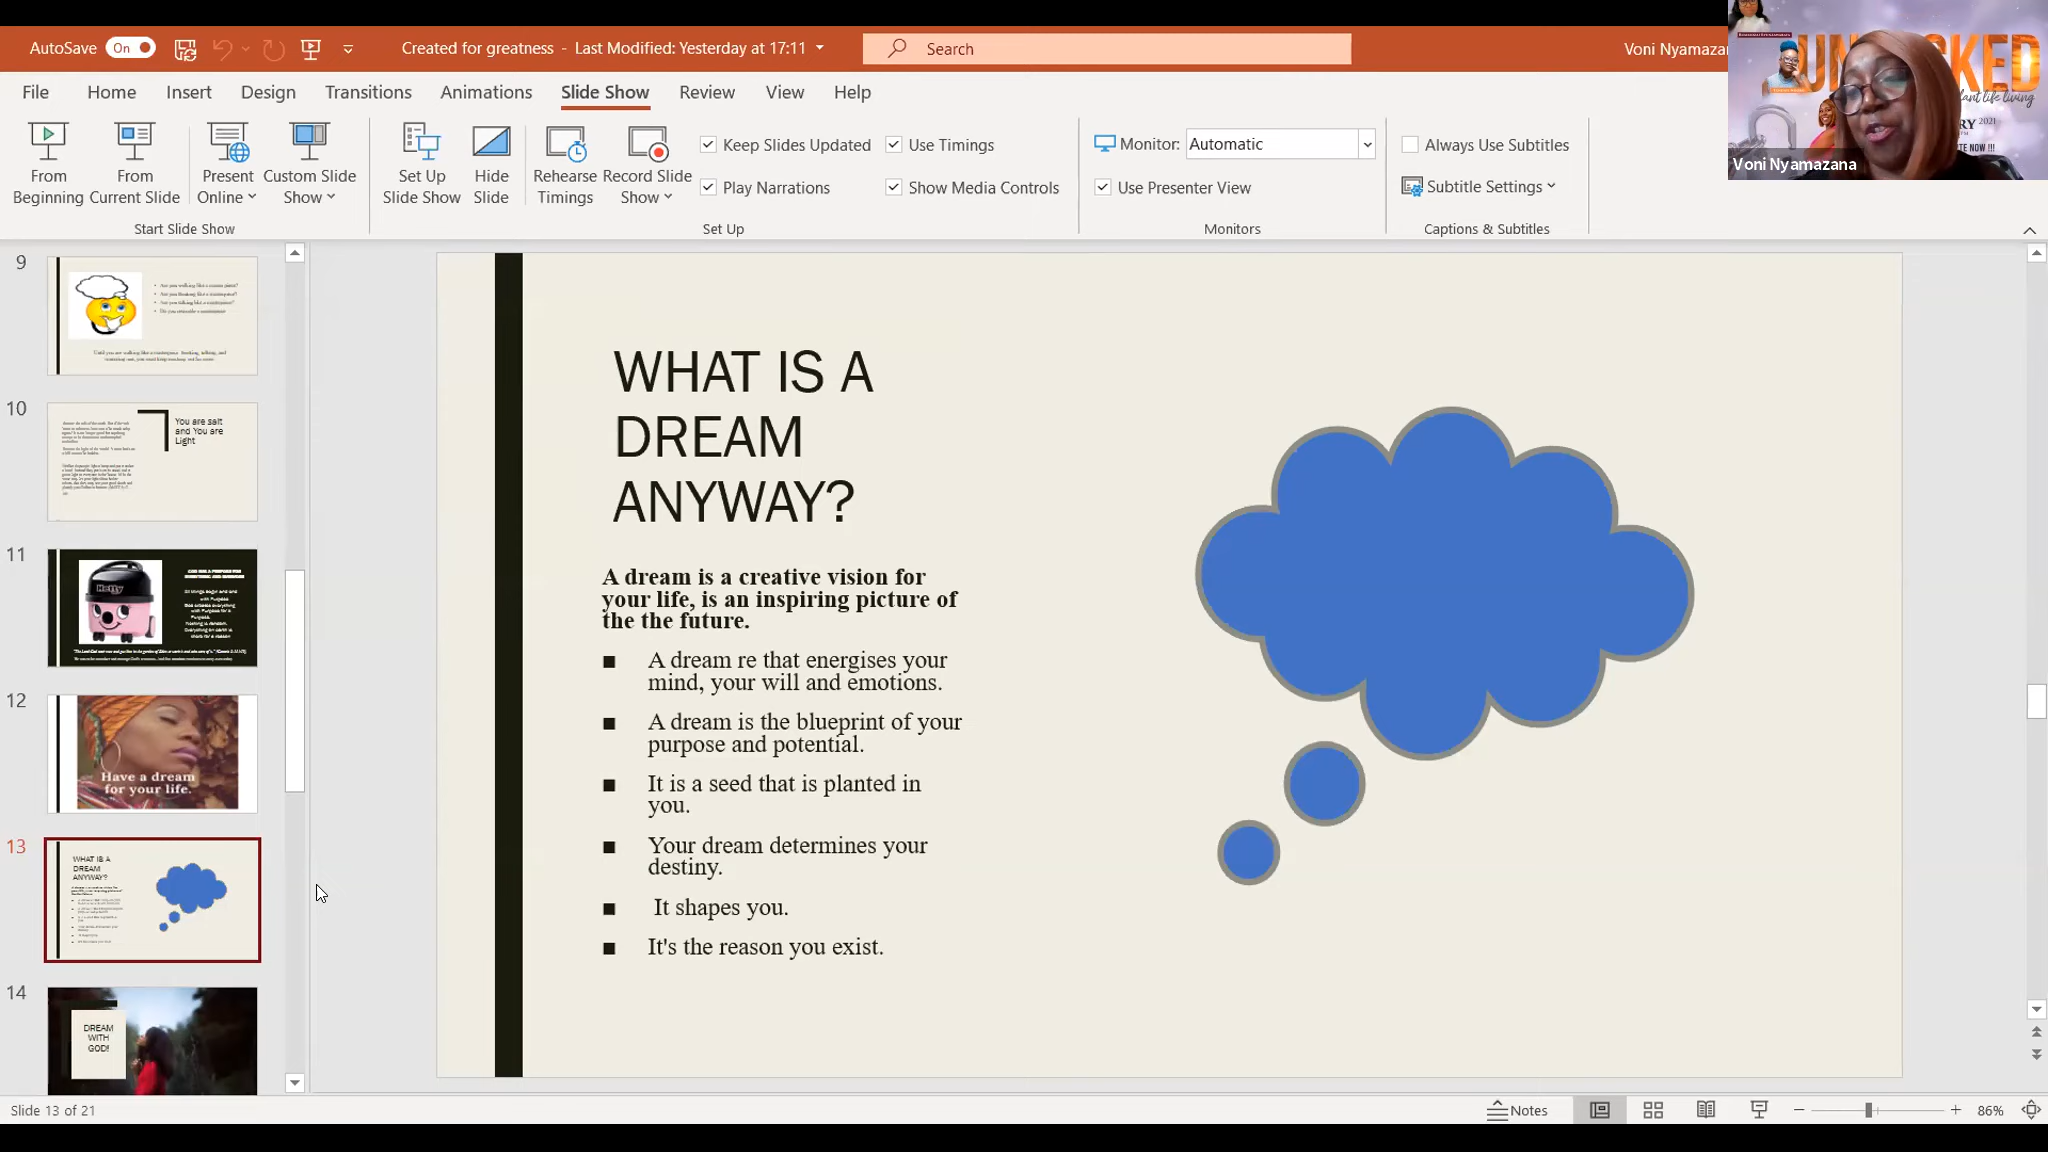 AutoSave On Created for greatness - Last Modified: Yesterday at 17:11 Search Voni Nyamazan
File Home Insert Design Transitions Animations Slide Show Review View Help
From Beginning
From Current Slide
Present Online
Custom Slide Show
Start Slide Show
Set Up Slide Show
Hide Slide
Rehearse Timings
Record Slide Show
Keep Slides Updated
Use Timings
Play Narrations
Show Media Controls
Set Up
Monitor: Automatic
Use Presenter View
Monitors
Always Use Subtitles
Subtitle Settings
Captions & Subtitles
KED
RY 2021
Voni Nyamazana
9
10
You are salt
and You are
Light
11
Hetty
12
Have a dream
for your life.
13
WHAT IS A
DREAM
ANYWAY?
14
DREAM
WITH
GOD!
WHAT IS A
DREAM
ANYWAY?
A dream is a creative vision for
your life, is an inspiring picture of
the the future.
■ A dream re that energises your
mind, your will and emotions.
■ A dream is the blueprint of your
purpose and potential.
■ It is a seed that is planted in
you.
■ Your dream determines your
destiny.
■ It shapes you.
■ It's the reason you exist.
Slide 13 of 21 Notes 86%